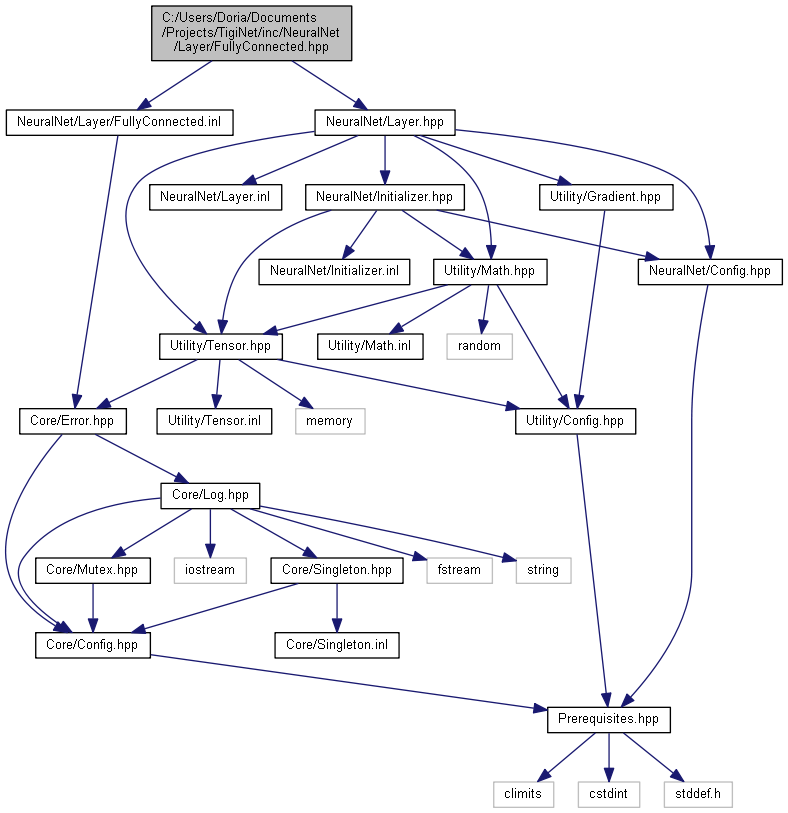 C:/Users/Doria/Documents
/Projects/TigiNet/inc/NeuralNet
/Layer/FullyConnected.hpp
NeuralNet/Layer/FullyConnected.inl
NeuralNet/Layer.hpp
NeuralNet/Layer.inl
NeuralNet/Initializer.hpp
Utility/Gradient.hpp
NeuralNet/Initializer.inl
Utility/Math.hpp
NeuralNet/Config.hpp
Utility/Tensor.hpp
Utility/Math.inl
random
Core/Error.hpp
Utility/Tensor.inl
memory
Utility/Config.hpp
Core/Log.hpp
Core/Mutex.hpp
iostream
Core/Singleton.hpp
fstream
string
Core/Config.hpp
Core/Singleton.inl
Prerequisites.hpp
climits
cstdint
stddef.h